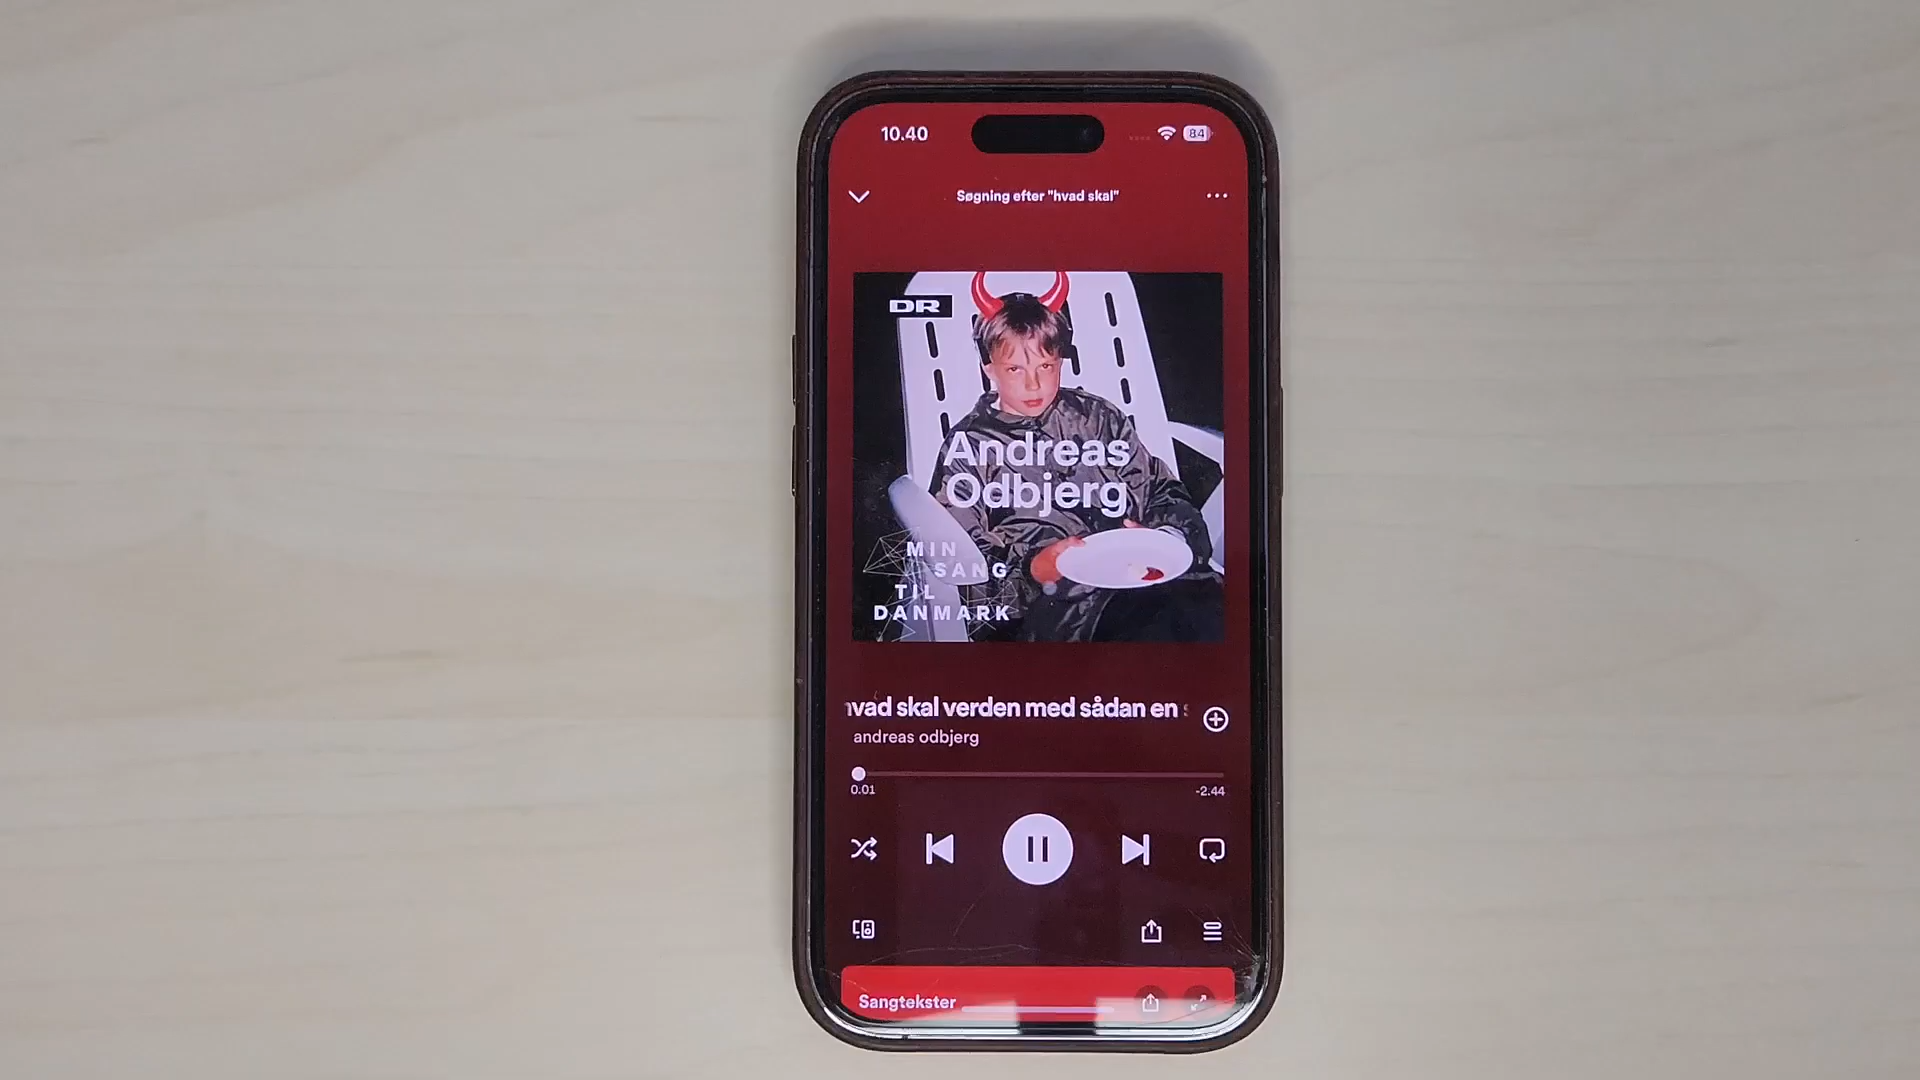 10.40
84
Søgning efter "hvad skal"
DR
Andreas
Odbjerg
MIN
SANG
TIL
DANMARK
hvad skal verden med sådan en
andreas odbjerg
0.01
-2.44
Sangtekster